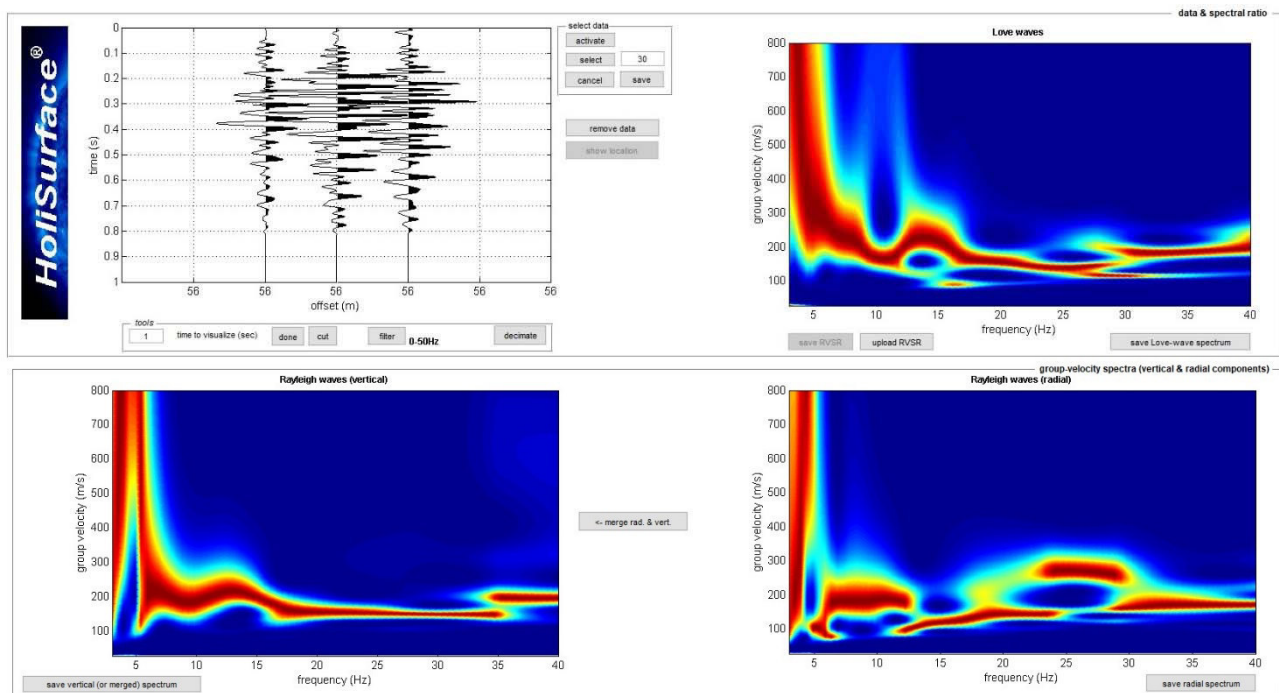 data & spectral ratio
HoliSurface®
0
0.1
0.2
0.3
0.4
0.5
0.6
0.7
0.8
0.9
1
time (s)
56 56 56 56 56 56
offset (m)
select data
activate
select 30
cancel save
remove data
show location
tools
1 time to visualize (sec) done cut filter 0-50Hz decimate
Love waves
800
700
600
500
400
300
200
100
group velocity (m/s)
5 10 15 20 25 30 35 40
frequency (Hz)
save RVSR upload RVSR save Love-wave spectrum
group-velocity spectra (vertical & radial components)
Rayleigh waves (vertical)
800
700
600
500
400
300
200
100
group velocity (m/s)
5 10 15 20 25 30 35 40
frequency (Hz)
save vertical (or merged) spectrum
<- merge rad. & vert.
Rayleigh waves (radial)
800
700
600
500
400
300
200
100
group velocity (m/s)
5 10 15 20 25 30 35 40
frequency (Hz)
save radial spectrum